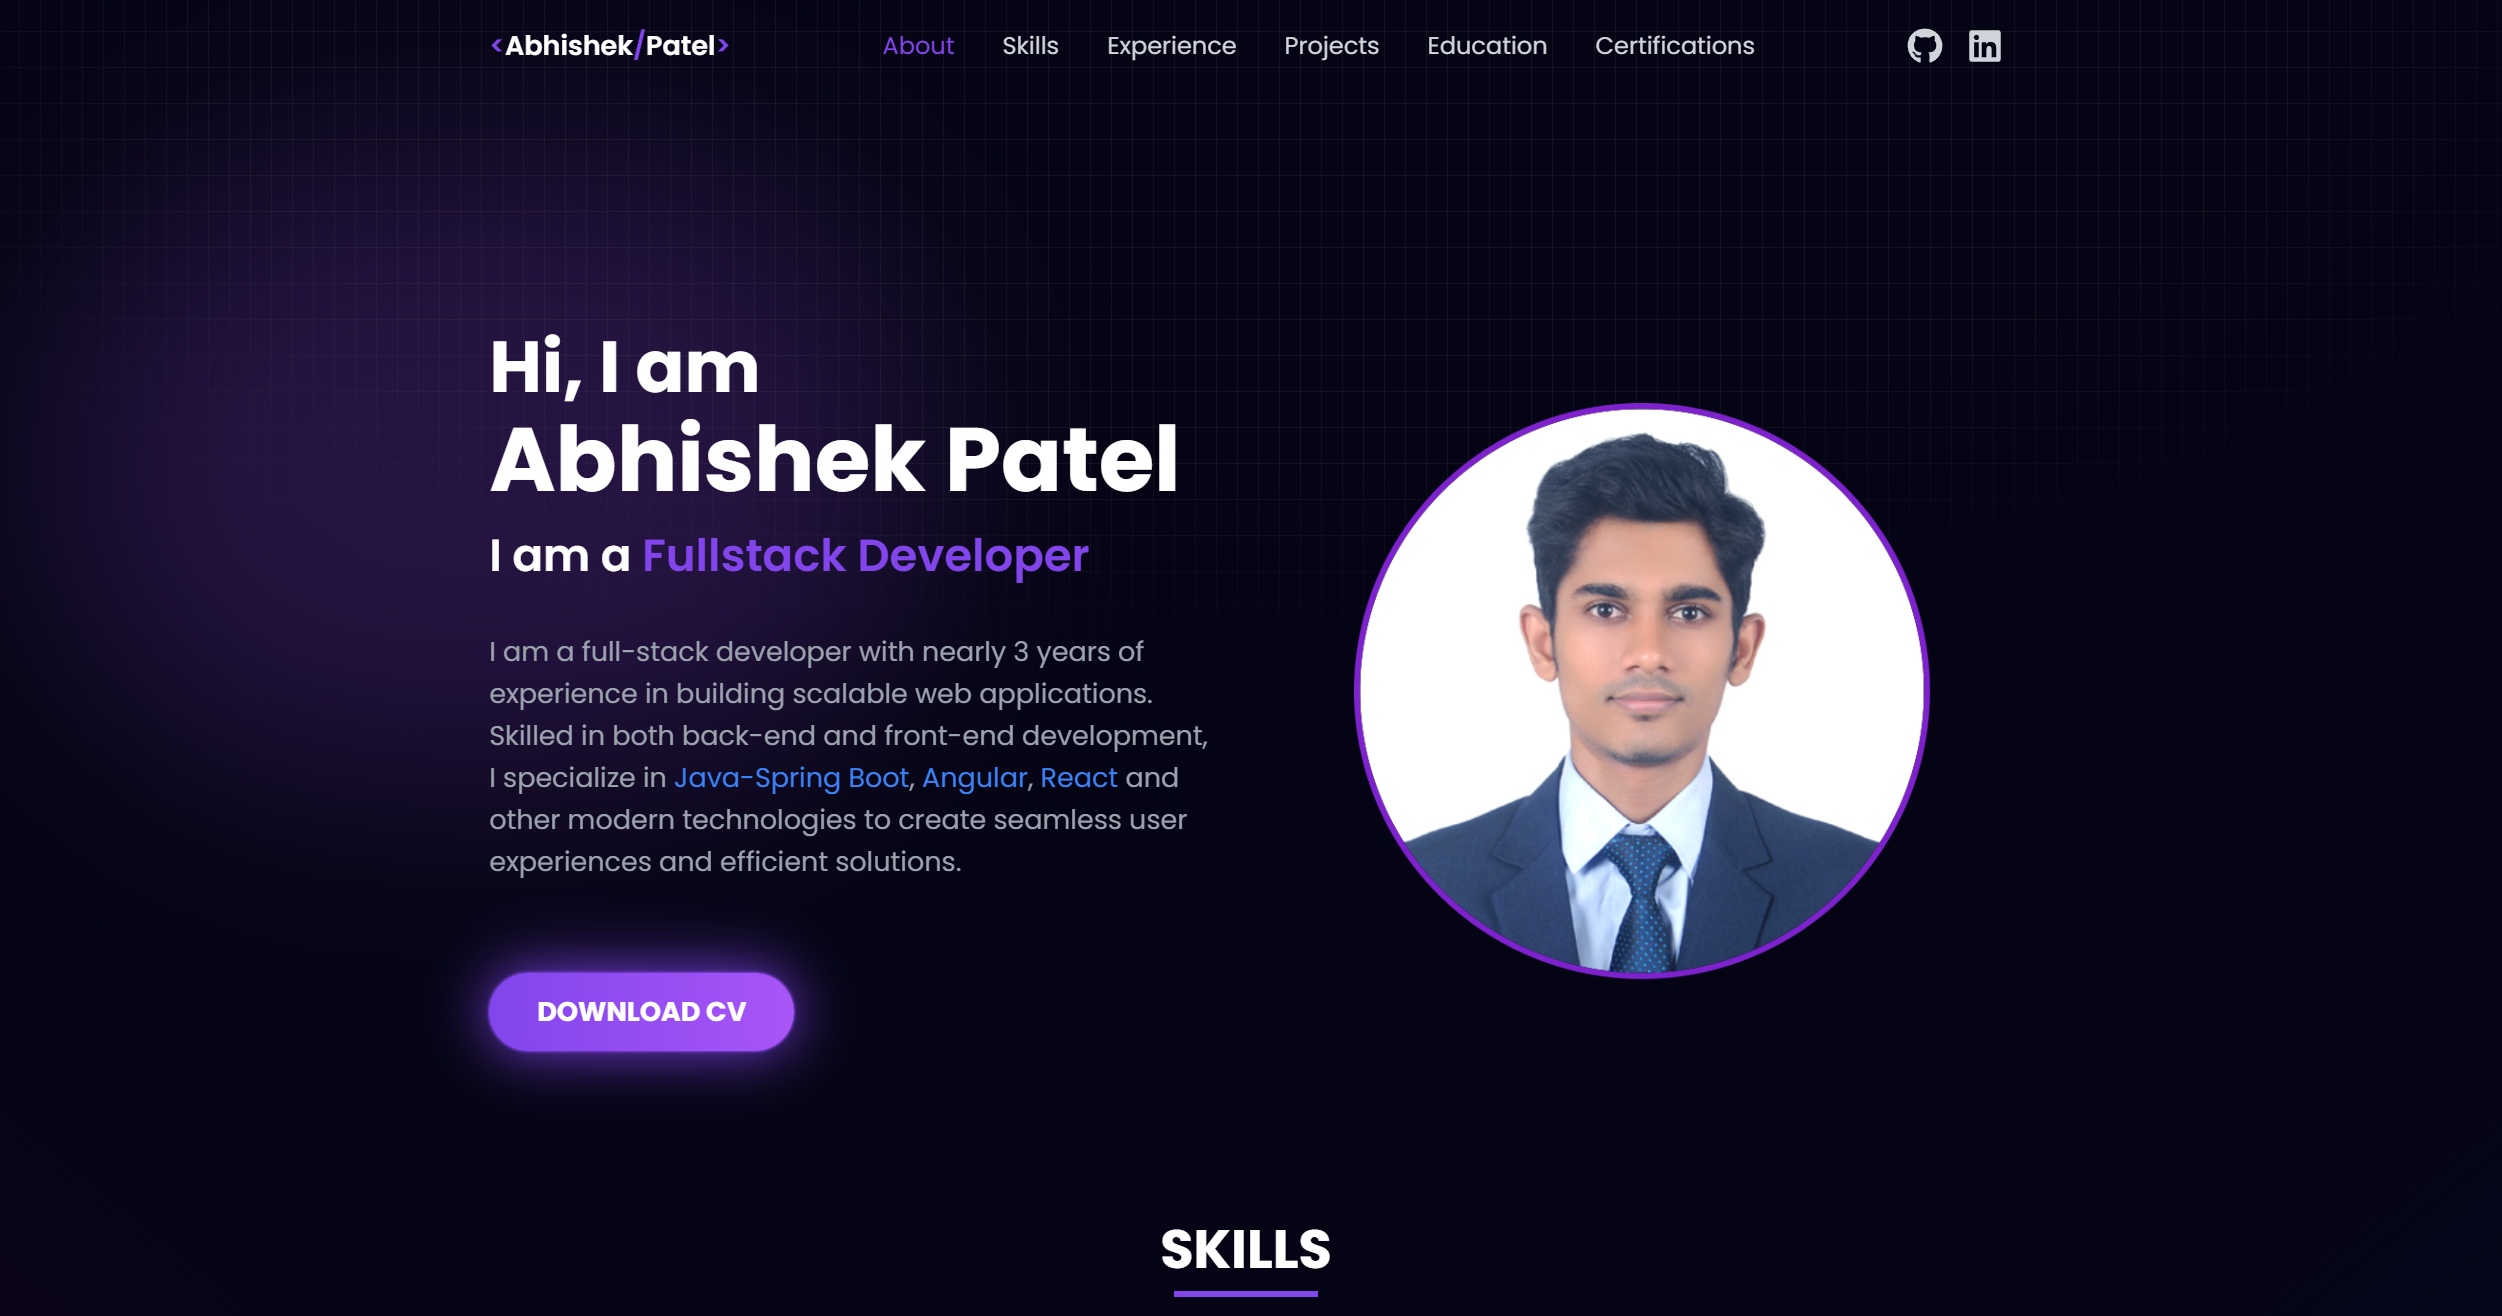 <Abhishek/Patel>
About Skills Experience Projects Education Certifications
Hi, I am
Abhishek Patel
I am a Fullstack Developer
I am a full-stack developer with nearly 3 years of
experience in building scalable web applications.
Skilled in both back-end and front-end development,
I specialize in Java-Spring Boot, Angular, React and
other modern technologies to create seamless user
experiences and efficient solutions.
DOWNLOAD CV
SKILLS